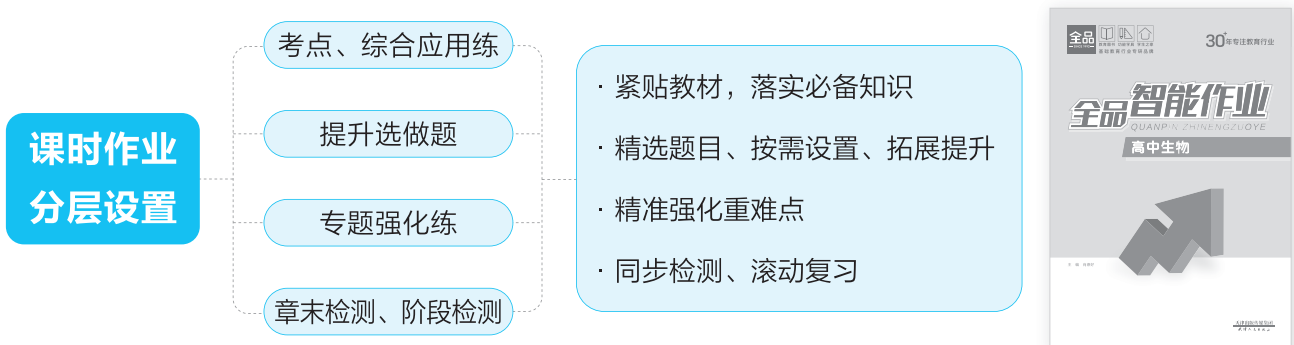 课时作业
分层设置
考点、综合应用练
提升选做题
专题强化练
章末检测、阶段检测
· 紧贴教材，落实必备知识
· 精选题目、按需设置、拓展提升
· 精准强化重难点
· 同步检测、滚动复习
全品
30年专注教育行业
全品智能作业
QUANPIN ZHINENGZUOYE
高中生物